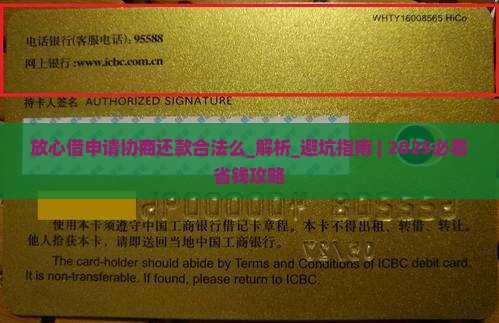 WHTY16008565 HiCo
电话银行(客服电话): 95588
网上银行:www.icbc.com.cn
持卡人签名 AUTHORIZED SIGNATURE
放心借申请协商还款合法么_解析_避坑指南 | 2025必看
省钱攻略
使用本卡须遵守中国工商银行借记卡章程。本卡不得出租、转借、转让。
他人拾获本卡,请即送回当地中国工商银行。
The card-holder should abide by Terms and Conditions of ICBC debit card.
It is non-transferable. If found, please return to ICBC.